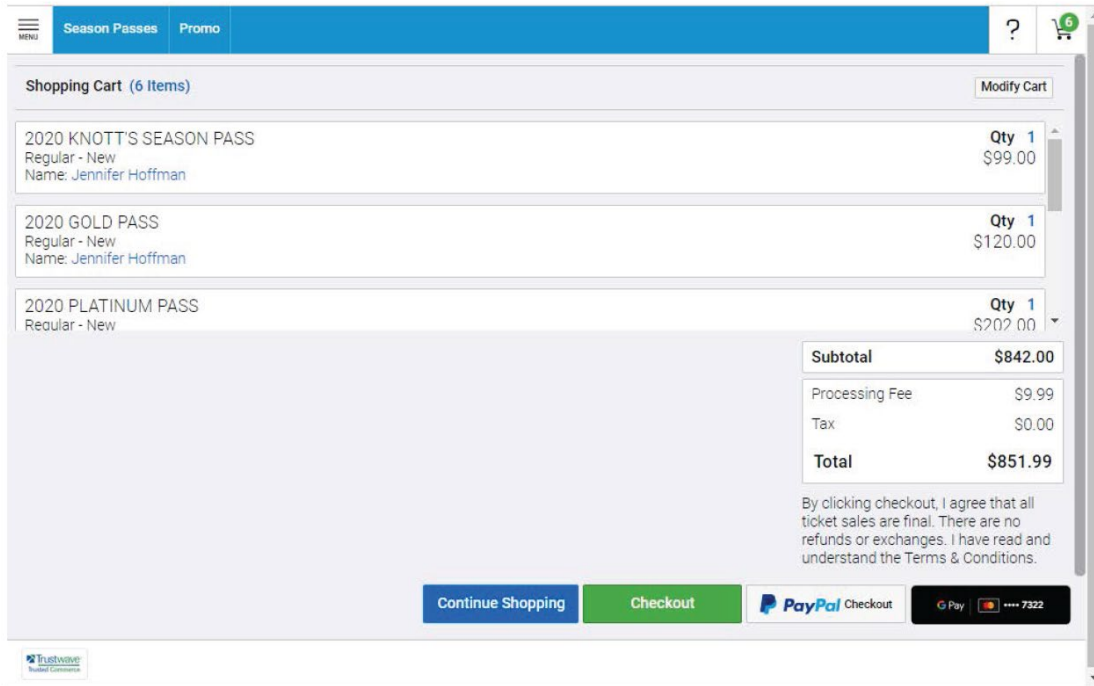 MENU Season Passes Promo ? 6
Shopping Cart (6 Items) Modify Cart
2020 KNOTT'S SEASON PASS Qty 1
Regular - New $99.00
Name: Jennifer Hoffman
2020 GOLD PASS Qty 1
Regular - New $120.00
Name: Jennifer Hoffman
2020 PLATINUM PASS Qty 1
Regular - New $202.00
Subtotal $842.00
Processing Fee $9.99
Tax $0.00
Total $851.99
By clicking checkout, I agree that all
ticket sales are final. There are no
refunds or exchanges. I have read and
understand the Terms & Conditions.
Continue Shopping Checkout PayPal Checkout G Pay •••• 7322
Trustwave
Trusted Commerce